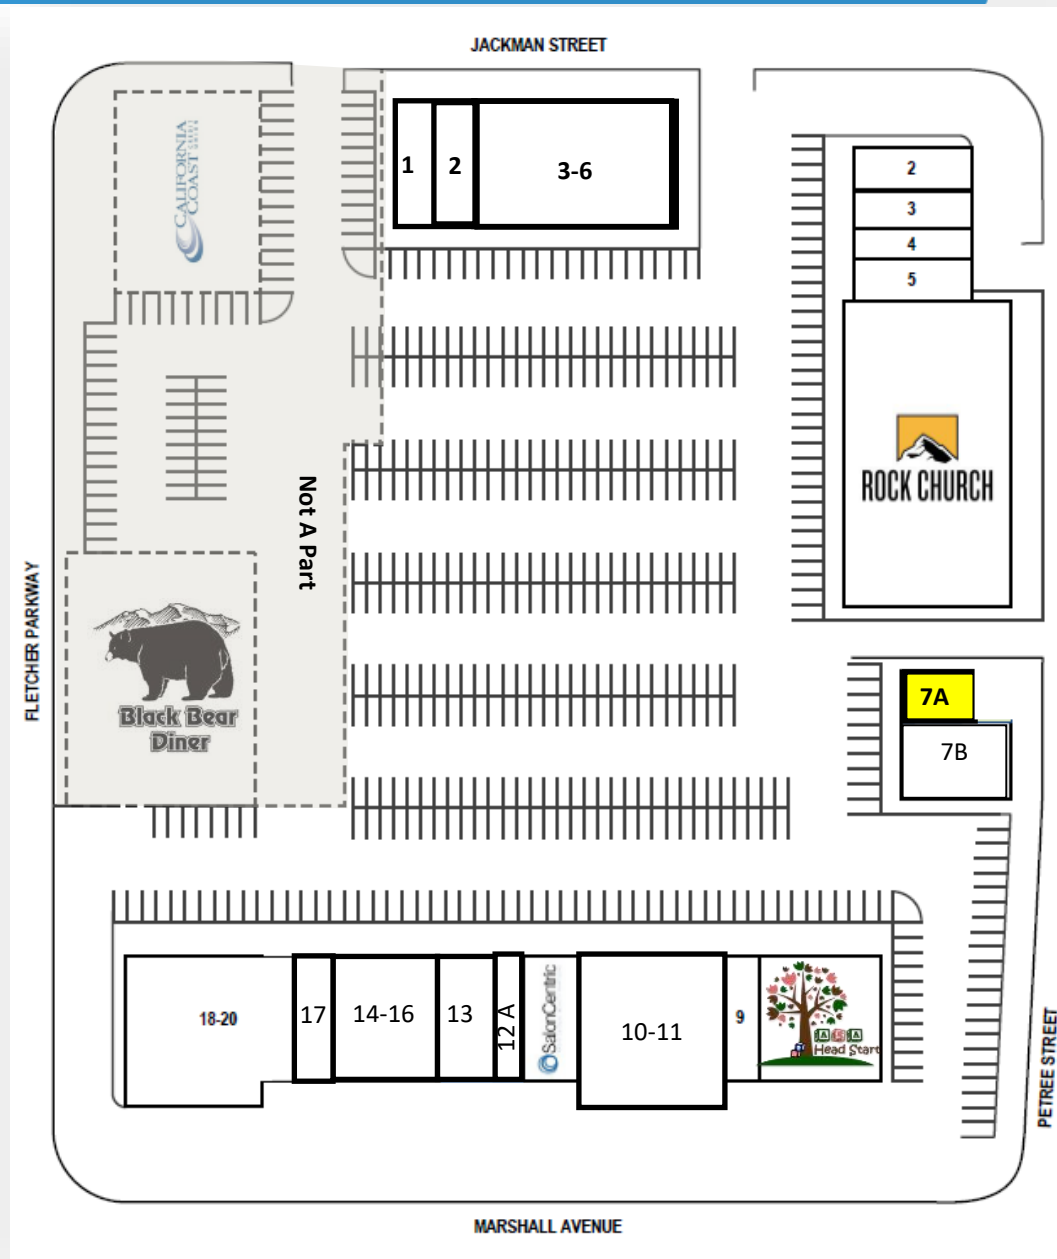 JACKMAN STREET
CALIFORNIA
COAST
1
2
3-6
2
3
4
5
ROCK CHURCH
Not A Part
FLETCHER PARKWAY
Black Bear
Diner
7A
7B
18-20
17
14-16
13
12 A
SalonCentric
10-11
9
Head Start
PETREE STREET
MARSHALL AVENUE